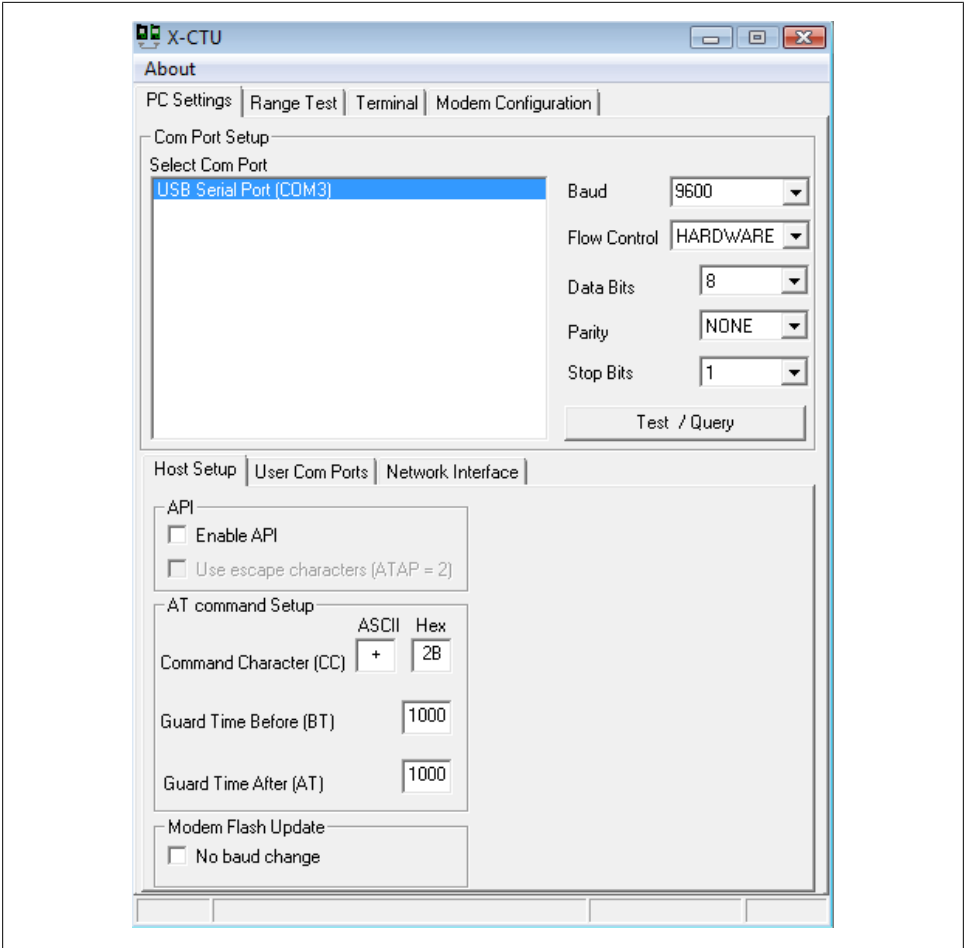 X-CTU
About
PC Settings Range Test Terminal Modem Configuration
Com Port Setup
Select Com Port
USB Serial Port (COM3)
Baud 9600
Flow Control HARDWARE
Data Bits 8
Parity NONE
Stop Bits 1
Test / Query
Host Setup User Com Ports Network Interface
API
Enable API
Use escape characters (ATAP = 2)
AT command Setup
ASCII Hex
Command Character (CC) + 2B
Guard Time Before (BT) 1000
Guard Time After (AT) 1000
Modem Flash Update
No baud change